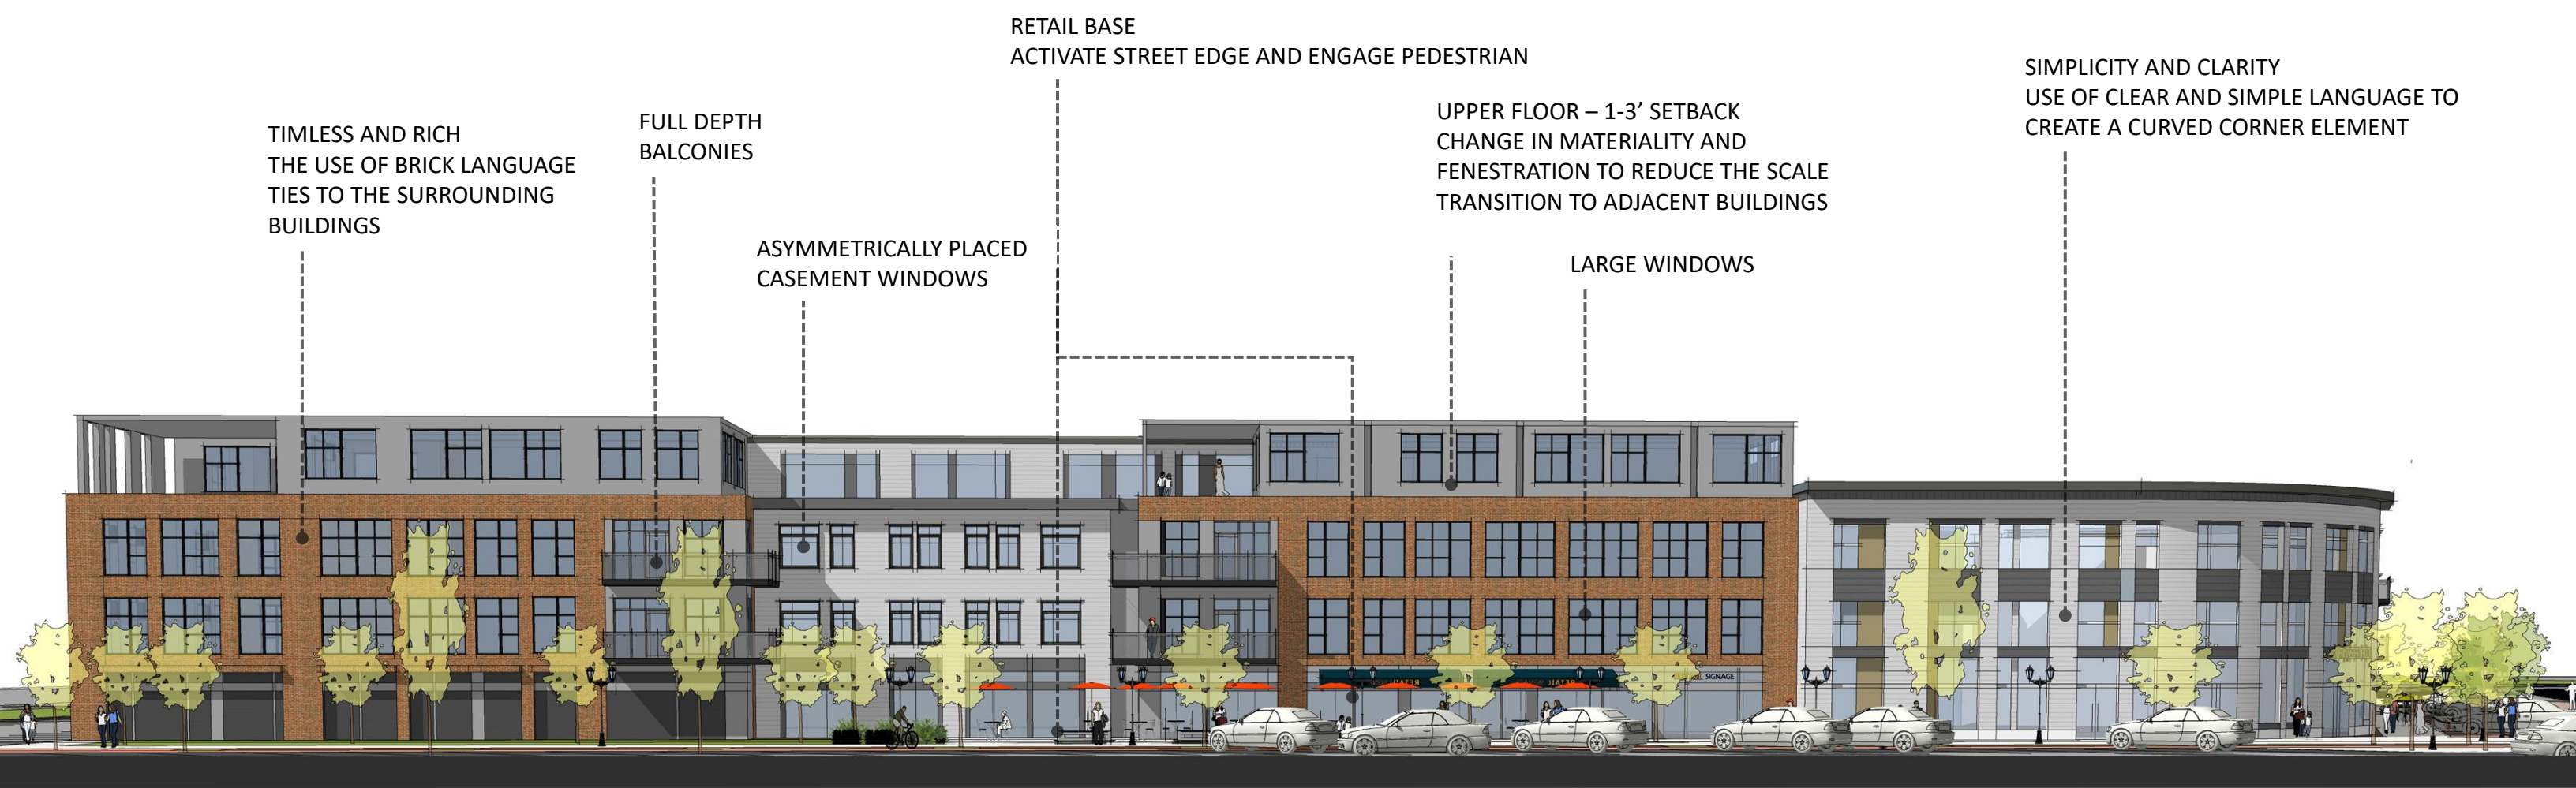 RETAIL BASE
ACTIVATE STREET EDGE AND ENGAGE PEDESTRIAN
SIMPLICITY AND CLARITY
USE OF CLEAR AND SIMPLE LANGUAGE TO
CREATE A CURVED CORNER ELEMENT
UPPER FLOOR – 1-3’ SETBACK
CHANGE IN MATERIALITY AND
FENESTRATION TO REDUCE THE SCALE
TRANSITION TO ADJACENT BUILDINGS
FULL DEPTH
BALCONIES
TIMLESS AND RICH
THE USE OF BRICK LANGUAGE
TIES TO THE SURROUNDING
BUILDINGS
ASYMMETRICALLY PLACED
CASEMENT WINDOWS
LARGE WINDOWS
SIGNAGE